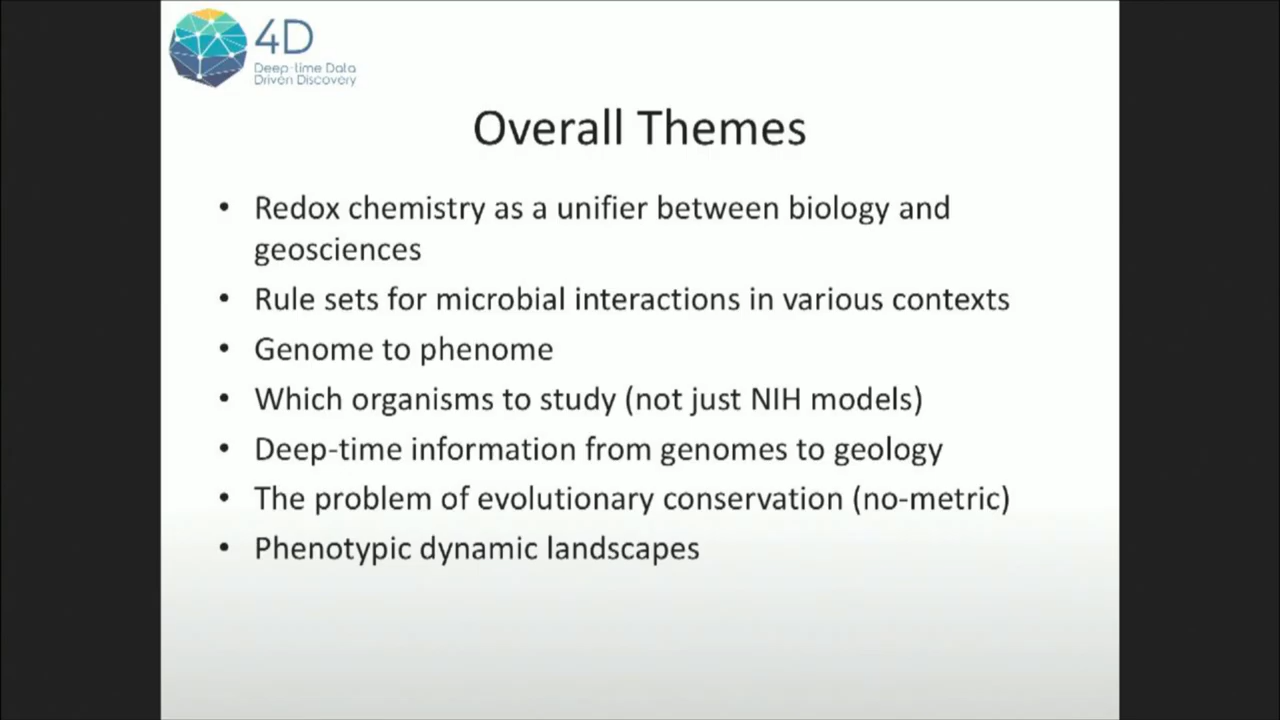 4D
Deep-time Data
Driven Discovery
Overall Themes
• Redox chemistry as a unifier between biology and
geosciences
• Rule sets for microbial interactions in various contexts
• Genome to phenome
• Which organisms to study (not just NIH models)
• Deep-time information from genomes to geology
• The problem of evolutionary conservation (no-metric)
• Phenotypic dynamic landscapes